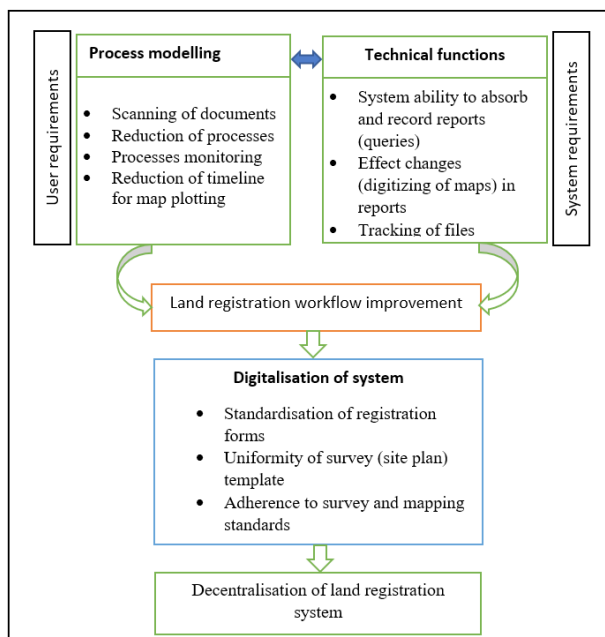 User requirements
Process modelling
• Scanning of documents
• Reduction of processes
• Processes monitoring
• Reduction of timeline
for map plotting
Technical functions
• System ability to absorb
and record reports
(queries)
• Effect changes
(digitizing of maps) in
reports
• Tracking of files
System requirements
Land registration workflow improvement
Digitalisation of system
• Standardisation of registration
forms
• Uniformity of survey (site plan)
template
• Adherence to survey and mapping
standards
Decentralisation of land registration
system